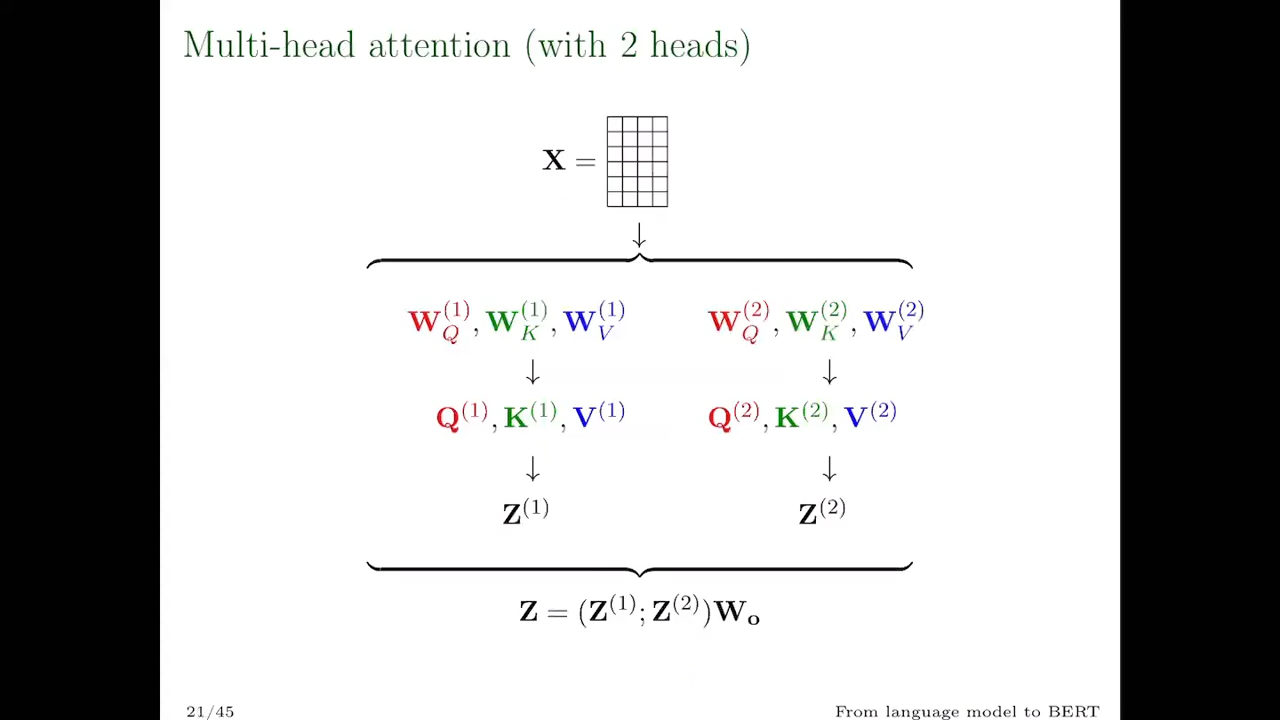 Multi-head attention (with 2 heads)
X =
↓
W_Q^(1), W_K^(1), W_V^(1) W_Q^(2), W_K^(2), W_V^(2)
↓ ↓
Q^(1), K^(1), V^(1) Q^(2), K^(2), V^(2)
↓ ↓
Z^(1) Z^(2)
Z = (Z^(1); Z^(2))W_o
21/45 From language model to BERT